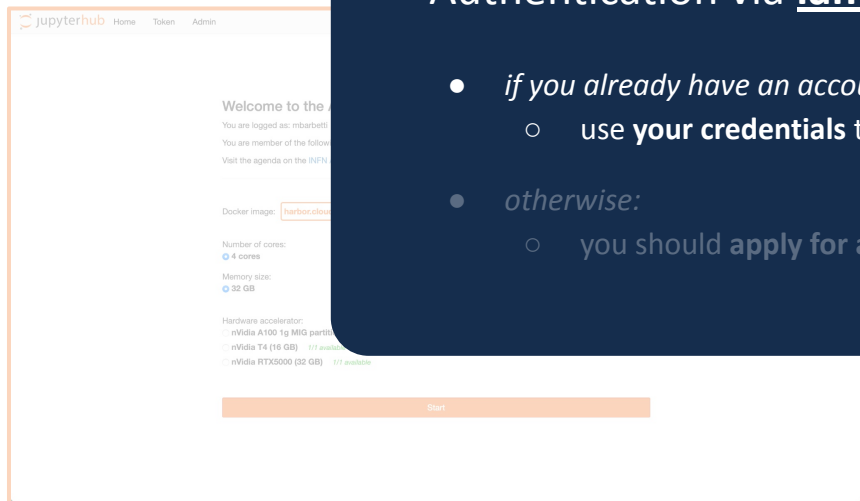 jupyterhub Home Token Admin
Authentication via
if you already have an
use your credentials
otherwise:
you should apply for
Welcome to the
You are logged as: mbarbetti
You are member of the
Visit the agenda on the INFN
Docker image:
Number of cores:
4 cores
Memory size:
32 GB
Hardware accelerator:
nVidia A100 1g MIG
nVidia T4 (16 GB) 1/1
nVidia RTX5000 (32 GB) 1/1 available
Start